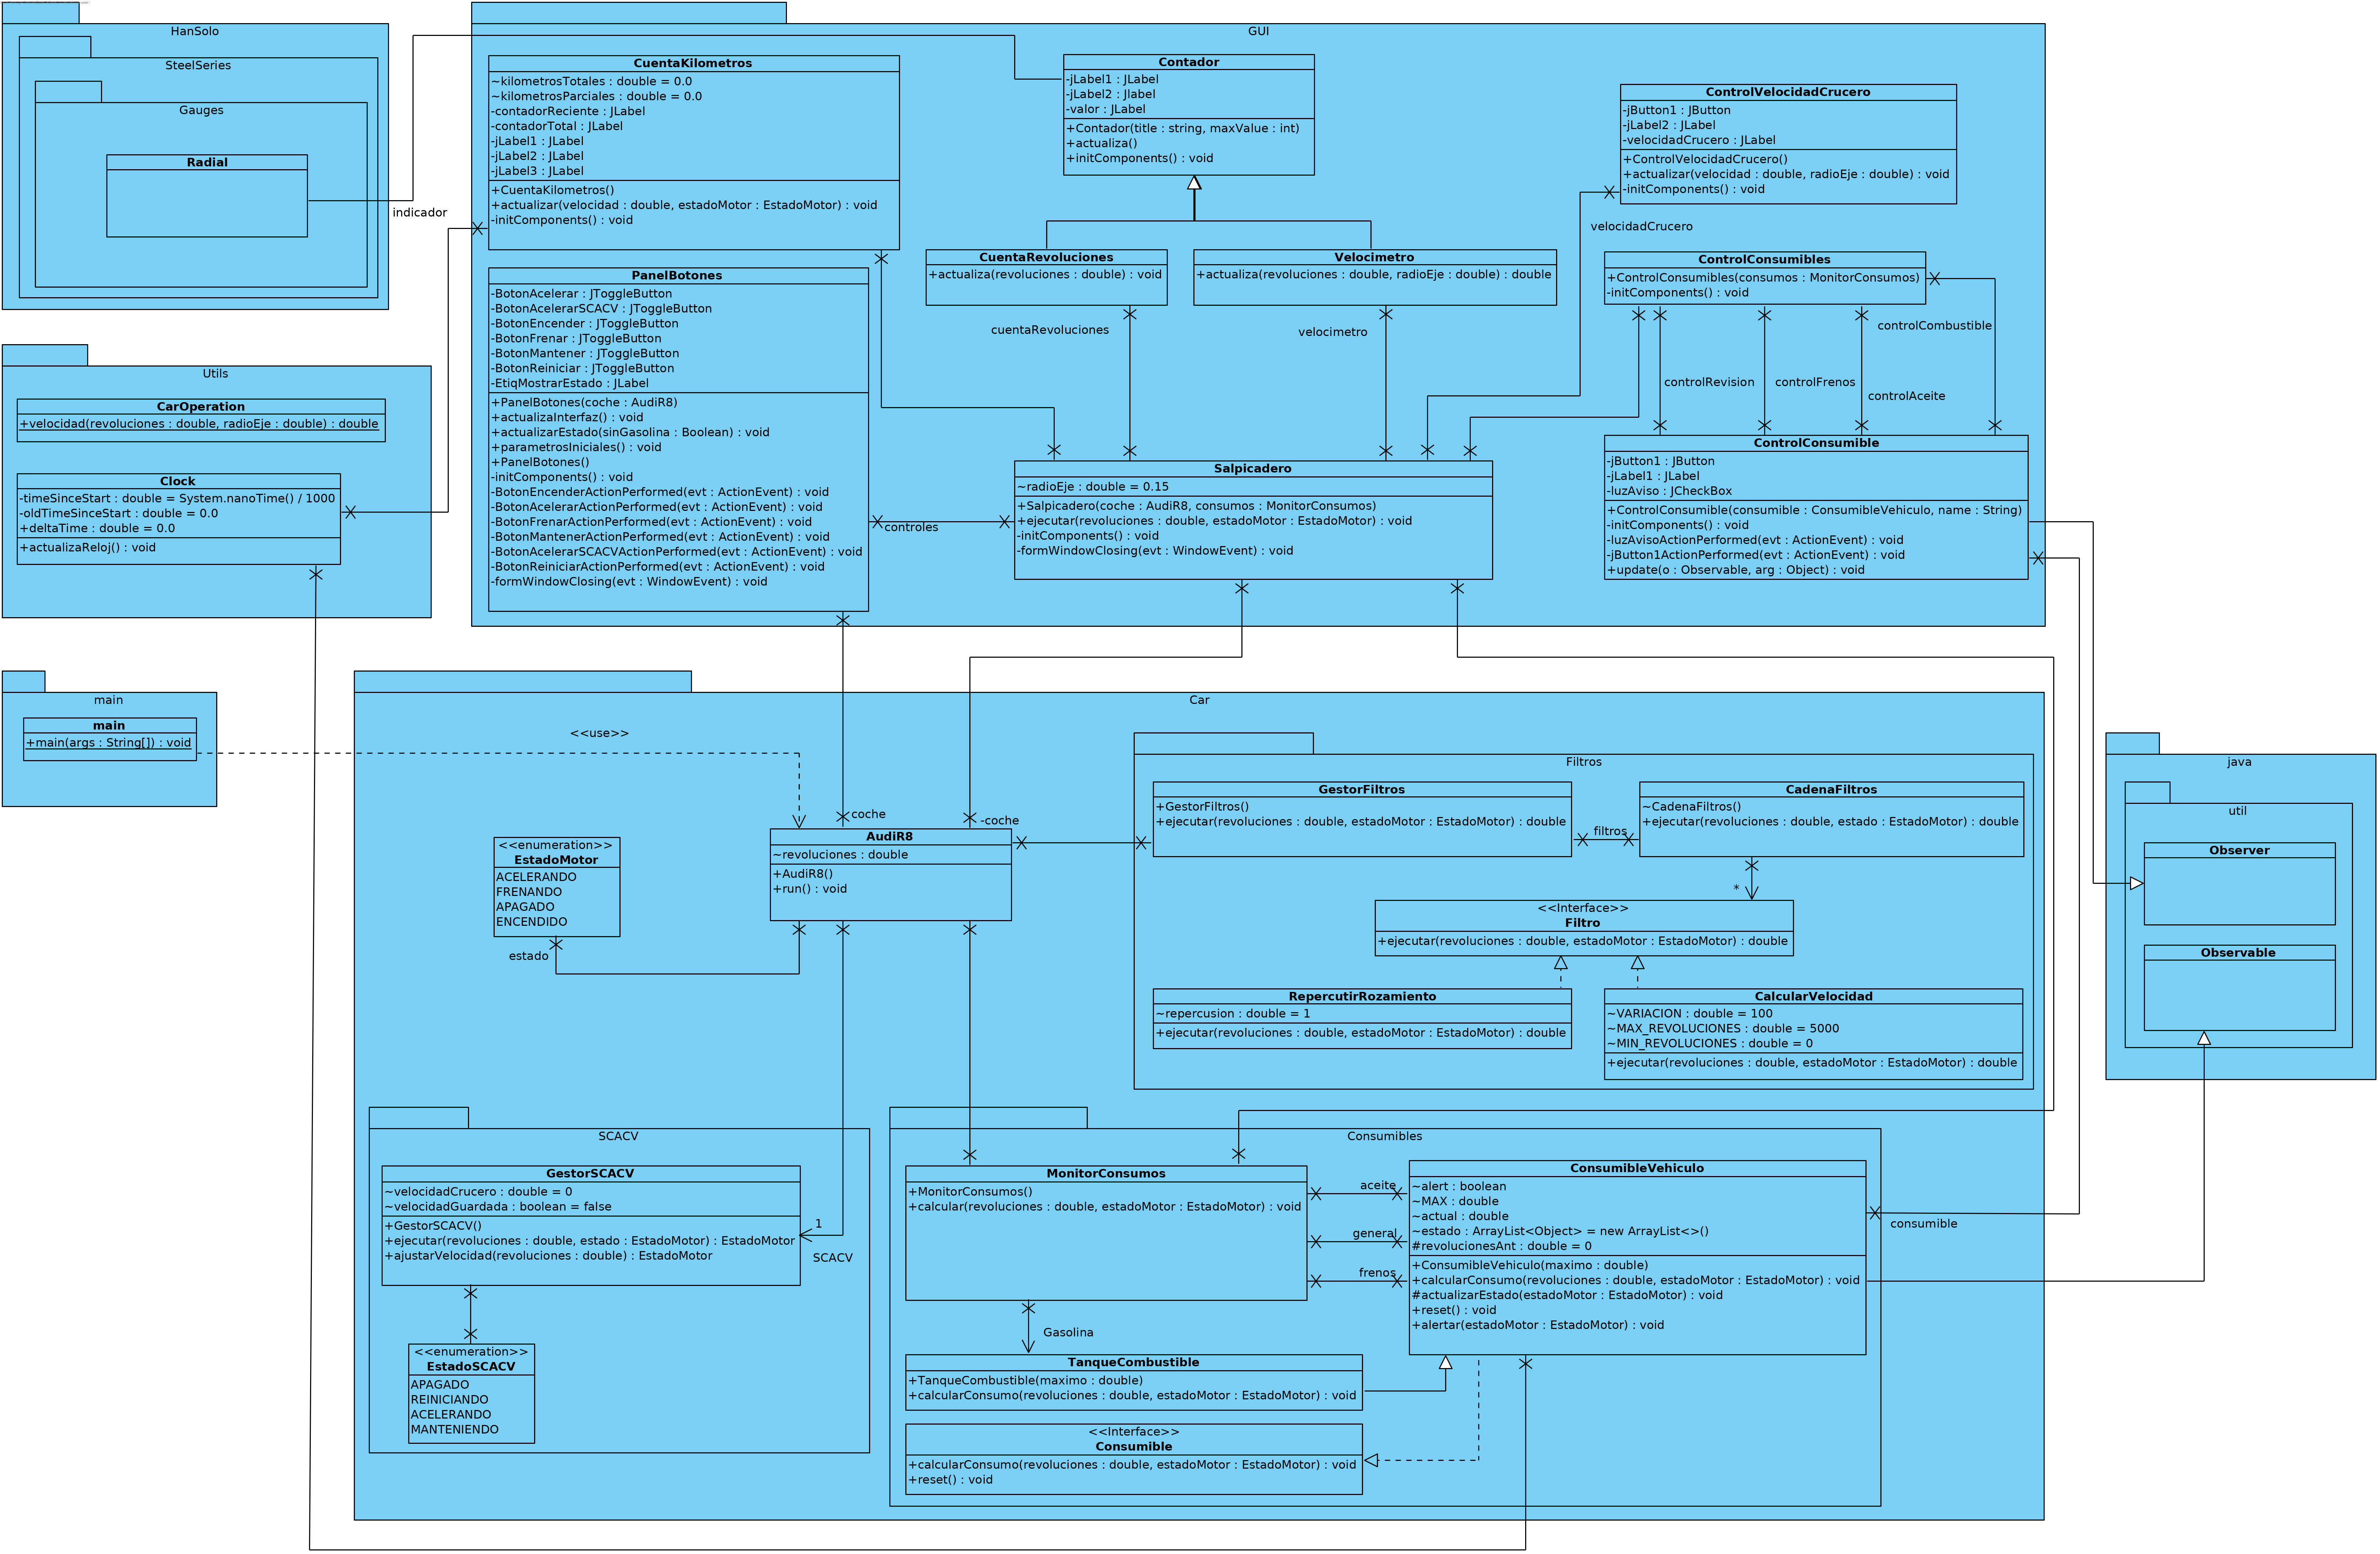 HanSolo
SteelSeries
Gauges
Radial
indicador
GUI
CuentaKilometros
~kilometrosTotales : double = 0.0
~kilometrosParciales : double = 0.0
-contadorReciente : JLabel
-contadorTotal : JLabel
-jLabel1 : JLabel
-jLabel2 : JLabel
-jLabel3 : JLabel
+CuentaKilometros()
+actualizar(velocidad : double, estadoMotor : EstadoMotor) : void
-initComponents() : void
Contador
-jLabel1 : JLabel
-jLabel2 : Jlabel
-valor : JLabel
+Contador(title : string, maxValue : int)
+actualiza()
+initComponents() : void
ControlVelocidadCrucero
-jButton1 : JButton
-jLabel2 : JLabel
-velocidadCrucero : JLabel
+ControlVelocidadCrucero()
+actualizar(velocidad : double, radioEje : double) : void
-initComponents() : void
velocidadCrucero
CuentaRevoluciones
+actualiza(revoluciones : double) : void
Velocimetro
+actualiza(revoluciones : double, radioEje : double) : double
ControlConsumibles
+ControlConsumibles(consumos : MonitorConsumos)
-initComponents() : void
cuentaRevoluciones
velocimetro
controlCombustible
controlRevision
controlFrenos
controlAceite
PanelBotones
-BotonAcelerar : JToggleButton
-BotonAcelerarSCACV : JToggleButton
-BotonEncender : JToggleButton
-BotonFrenar : JToggleButton
-BotonMantener : JToggleButton
-BotonReiniciar : JToggleButton
-EtiqMostrarEstado : JLabel
+PanelBotones(coche : AudiR8)
+actualizaInterfaz() : void
+actualizarEstado(sinGasolina : Boolean) : void
+parametrosIniciales() : void
+PanelBotones()
-initComponents() : void
-BotonEncenderActionPerformed(evt : ActionEvent) : void
-BotonAcelerarActionPerformed(evt : ActionEvent) : void
-BotonFrenarActionPerformed(evt : ActionEvent) : void
-BotonMantenerActionPerformed(evt : ActionEvent) : void
-BotonAcelerarSCACVActionPerformed(evt : ActionEvent) : void
-BotonReiniciarActionPerformed(evt : ActionEvent) : void
-formWindowClosing(evt : WindowEvent) : void
controles
Salpicadero
~radioEje : double = 0.15
+Salpicadero(coche : AudiR8, consumos : MonitorConsumos)
+ejecutar(revoluciones : double, estadoMotor : EstadoMotor) : void
-initComponents() : void
-formWindowClosing(evt : WindowEvent) : void
ControlConsumible
-jButton1 : JButton
-jLabel1 : JLabel
-luzAviso : JCheckBox
+ControlConsumible(consumible : ConsumibleVehiculo, name : String)
-initComponents() : void
-luzAvisoActionPerformed(evt : ActionEvent) : void
-jButton1ActionPerformed(evt : ActionEvent) : void
+update(o : Observable, arg : Object) : void
Utils
CarOperation
+velocidad(revoluciones : double, radioEje : double) : double
Clock
-timeSinceStart : double = System.nanoTime() / 1000
-oldTimeSinceStart : double = 0.0
+deltaTime : double = 0.0
+actualizaReloj() : void
main
main
+main(args : String[]) : void
Car
<<use>>
coche
-coche
<<enumeration>>
EstadoMotor
ACELERANDO
FRENANDO
APAGADO
ENCENDIDO
estado
AudiR8
~revoluciones : double
+AudiR8()
+run() : void
Filtros
GestorFiltros
+GestorFiltros()
+ejecutar(revoluciones : double, estadoMotor : EstadoMotor) : double
filtros
CadenaFiltros
~CadenaFiltros()
+ejecutar(revoluciones : double, estado : EstadoMotor) : double
*
<<Interface>>
Filtro
+ejecutar(revoluciones : double, estadoMotor : EstadoMotor) : double
RepercutirRozamiento
~repercusion : double = 1
+ejecutar(revoluciones : double, estadoMotor : EstadoMotor) : double
CalcularVelocidad
~VARIACION : double = 100
~MAX_REVOLUCIONES : double = 5000
~MIN_REVOLUCIONES : double = 0
+ejecutar(revoluciones : double, estadoMotor : EstadoMotor) : double
java
util
Observer
Observable
SCACV
GestorSCACV
~velocidadCrucero : double = 0
~velocidadGuardada : boolean = false
+GestorSCACV()
+ejecutar(revoluciones : double, estado : EstadoMotor) : EstadoMotor
+ajustarVelocidad(revoluciones : double) : EstadoMotor
1
SCACV
<<enumeration>>
EstadoSCACV
APAGADO
REINICIANDO
ACELERANDO
MANTENIENDO
Consumibles
MonitorConsumos
+MonitorConsumos()
+calcular(revoluciones : double, estadoMotor : EstadoMotor) : void
aceite
general
frenos
Gasolina
ConsumibleVehiculo
~alert : boolean
~MAX : double
~actual : double
~estado : ArrayList<Object> = new ArrayList<>()
#revolucionesAnt : double = 0
+ConsumibleVehiculo(maximo : double)
+calcularConsumo(revoluciones : double, estadoMotor : EstadoMotor) : void
#actualizarEstado(estadoMotor : EstadoMotor) : void
+reset() : void
+alertar(estadoMotor : EstadoMotor) : void
consumible
TanqueCombustible
+TanqueCombustible(maximo : double)
+calcularConsumo(revoluciones : double, estadoMotor : EstadoMotor) : void
<<Interface>>
Consumible
+calcularConsumo(revoluciones : double, estadoMotor : EstadoMotor) : void
+reset() : void